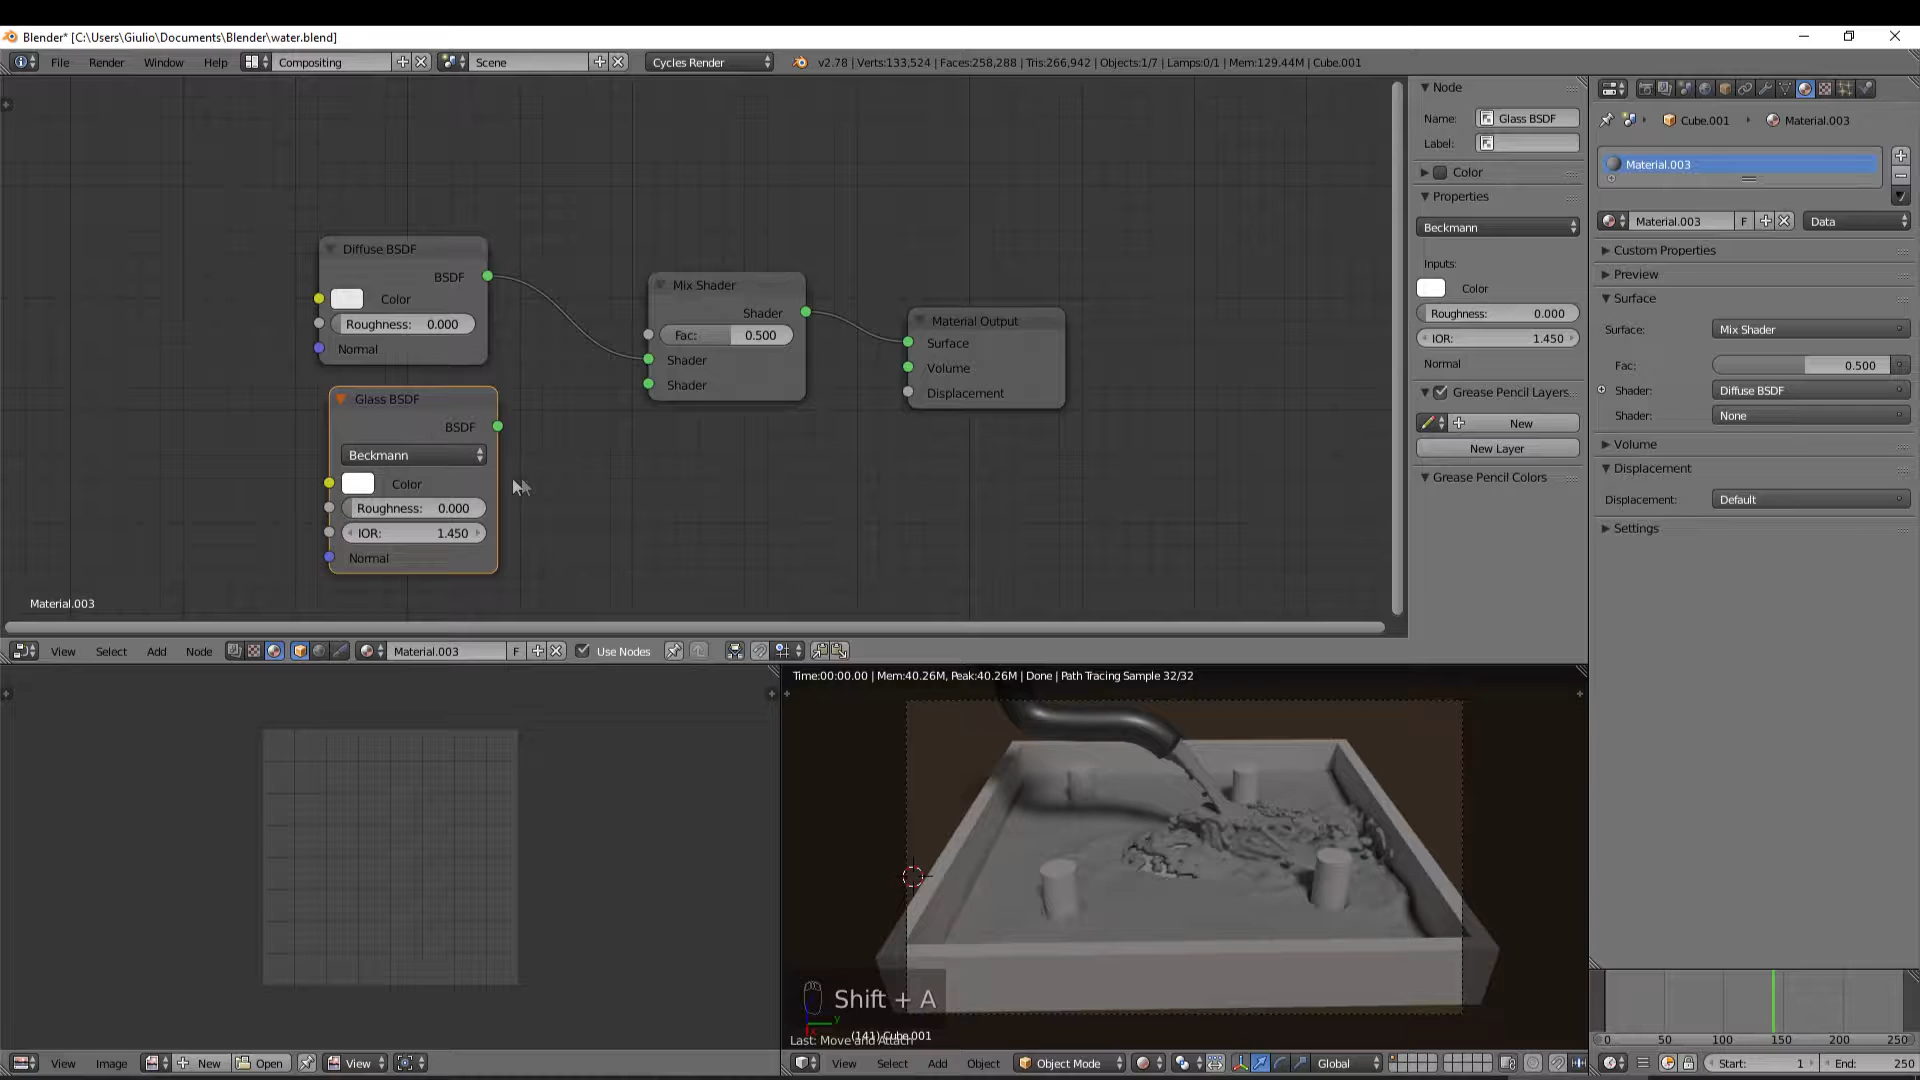 Blender* [C:\Users\Giulio\Documents\Blender\water.blend]
File Render Window Help Compositing Scene Cycles Render v2.78 | Verts:133,524 | Faces:258,288 | Tris:266,942 | Objects:1/7 | Lamps:0/1 | Mem:129.44M | Cube.001
Diffuse BSDF
BSDF
Color
Roughness: 0.000
Normal
Glass BSDF
BSDF
Beckmann
Color
Roughness: 0.000
IOR: 1.450
Normal
Mix Shader
Shader
Fac: 0.500
Shader
Shader
Material Output
Surface
Volume
Displacement
Material.003
Node
Name: Glass BSDF
Label:
Color
Properties
Beckmann
Inputs:
Color
Roughness: 0.000
IOR: 1.450
Normal
Grease Pencil Layers
New
New Layer
Grease Pencil Colors
Cube.001 Material.003
Material.003
Material.003 F Data
Custom Properties
Preview
Surface
Surface: Mix Shader
Fac: 0.500
Shader: Diffuse BSDF
Shader: None
Volume
Displacement
Displacement: Default
Settings
View Select Add Node Material.003 F Use Nodes
Time:00:00.00 | Mem:40.26M, Peak:40.26M | Done | Path Tracing Sample 32/32
Shift + A
(141) Cube.001
Last: Move and Attach
View Image New Open View
View Select Add Object Object Mode Global
0 50 100 150 200 250
Start: 1 End: 250